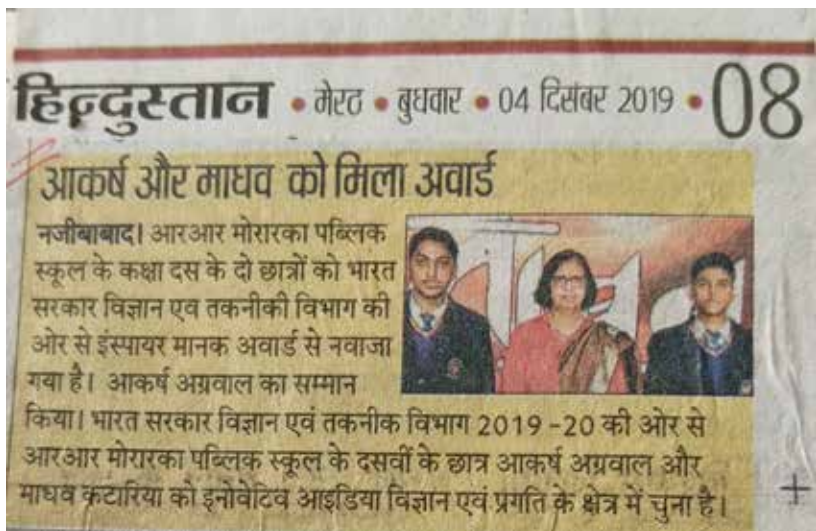 हिन्दुस्तान • मेरठ • बुधवार • 04 दिसंबर 2019 • 08
आकर्ष और माधव को मिला अवार्ड
नजीबाबाद। आरआर मोरारका पब्लिक
स्कूल के कक्षा दस के दो छात्रों को भारत
सरकार विज्ञान एव तकनीकी विभाग की
ओर से इंस्पायर मानक अवार्ड से नवाजा
गया है। आकर्ष अग्रवाल का सम्मान
किया। भारत सरकार विज्ञान एवं तकनीक विभाग 2019-20 की ओर से
आरआर मोरारका पब्लिक स्कूल के दसवीं के छात्र आकर्ष अग्रवाल और
माधव कटारिया को इनोवेटिव आइडिया विज्ञान एवं प्रगति के क्षेत्र में चुना है।